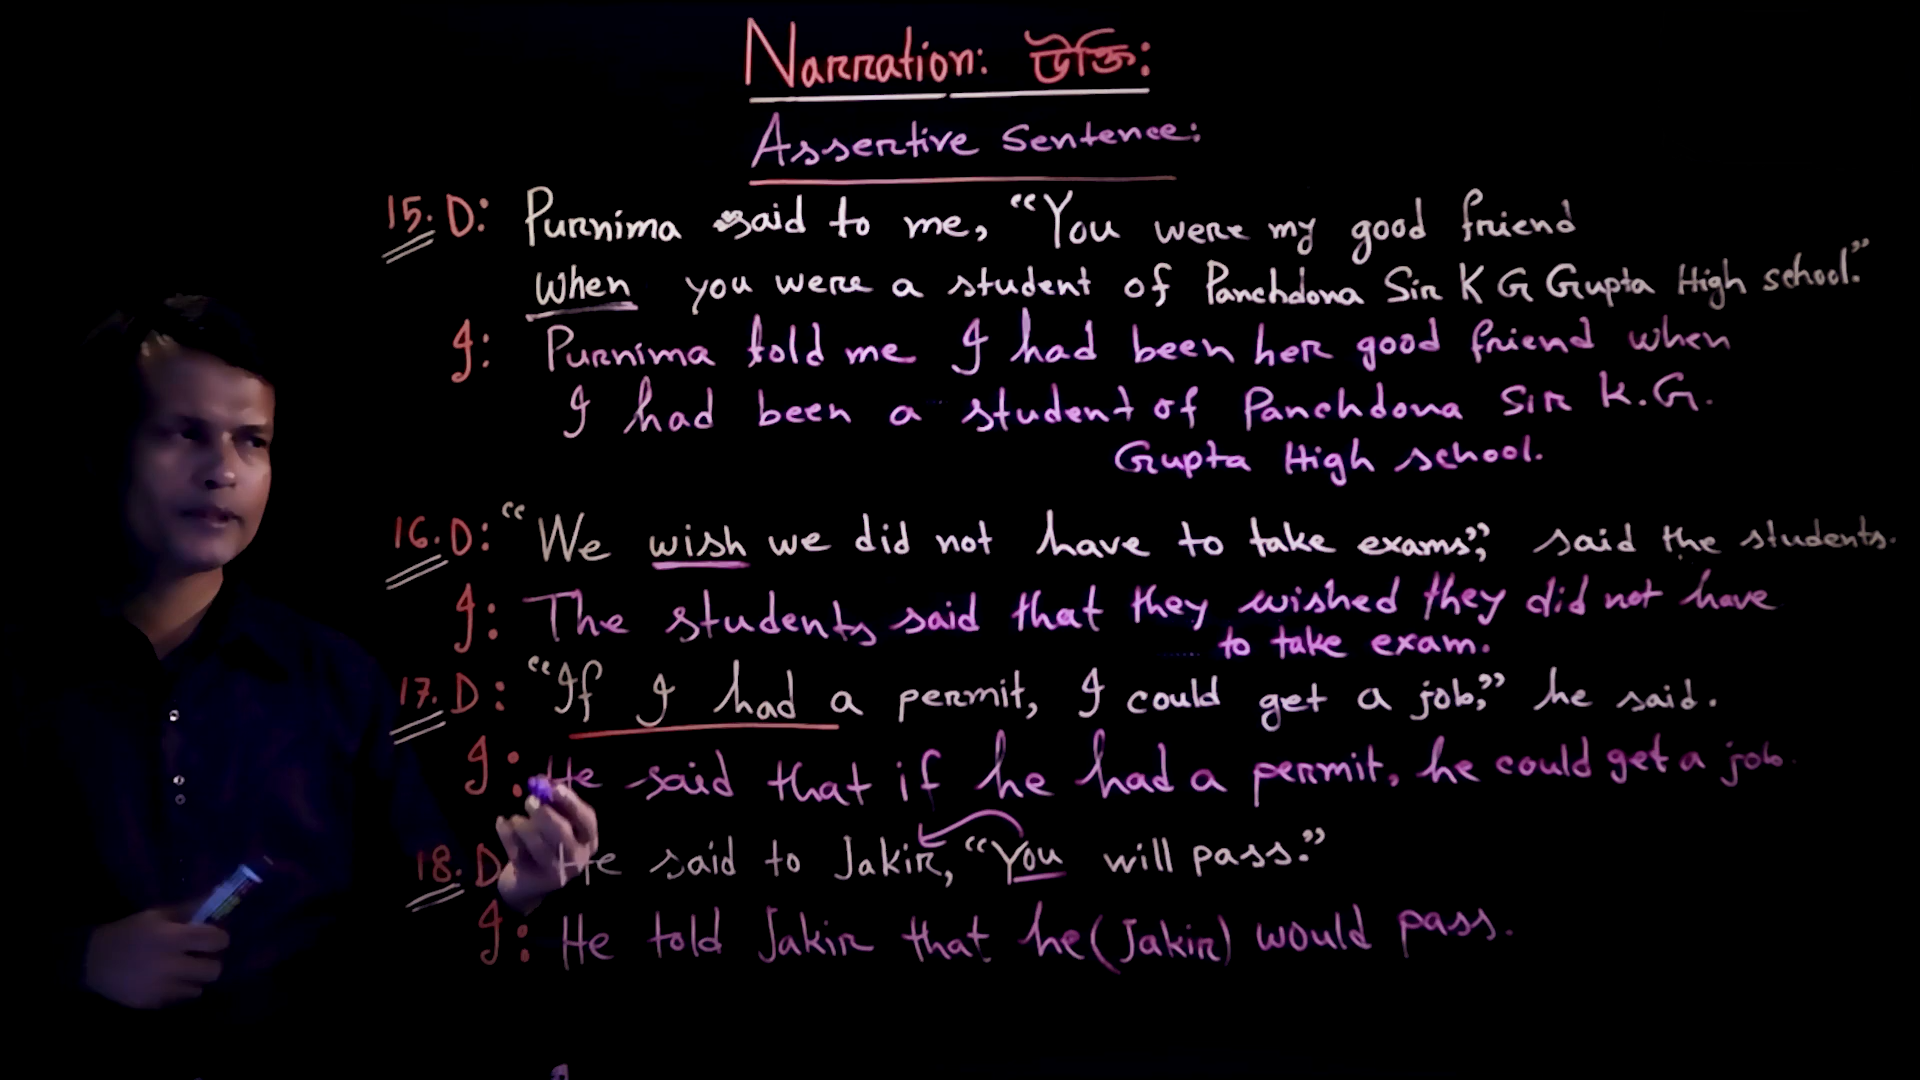 Narration: উক্তি:
Assertive Sentence:
15. D: Purnima said to me, "You were my good friend
when you were a student of Panchdona Sir K G Gupta High school."
I: Purnima told me I had been her good friend when
I had been a student of Panchdona Sir K.G.
Gupta High school.
16. D: "We wish we did not have to take exams", said the students.
I: The students said that they wished they did not have
to take exam.
17. D: "If I had a permit, I could get a job," he said.
I: He said that if he had a permit, he could get a job.
18. D He said to Jakir, "You will pass."
I: He told Jakir that he (Jakir) would pass.